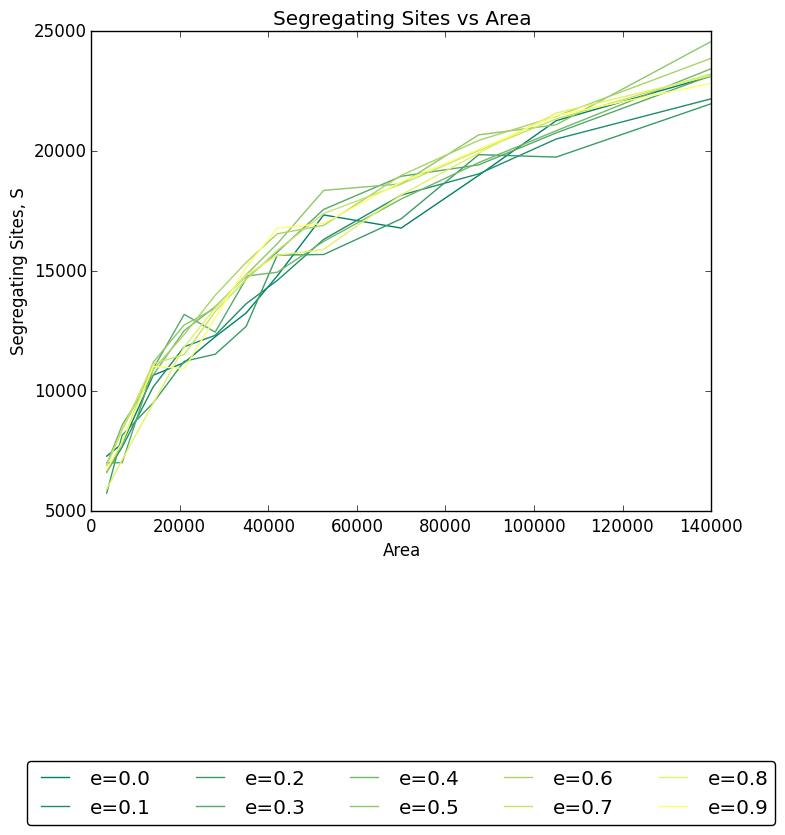 Segregating Sites vs Area
25000
20000
15000
10000
5000
Segregating Sites, S
0 20000 40000 60000 80000 100000 120000 140000
Area
e=0.0 e=0.2 e=0.4 e=0.6 e=0.8
e=0.1 e=0.3 e=0.5 e=0.7 e=0.9